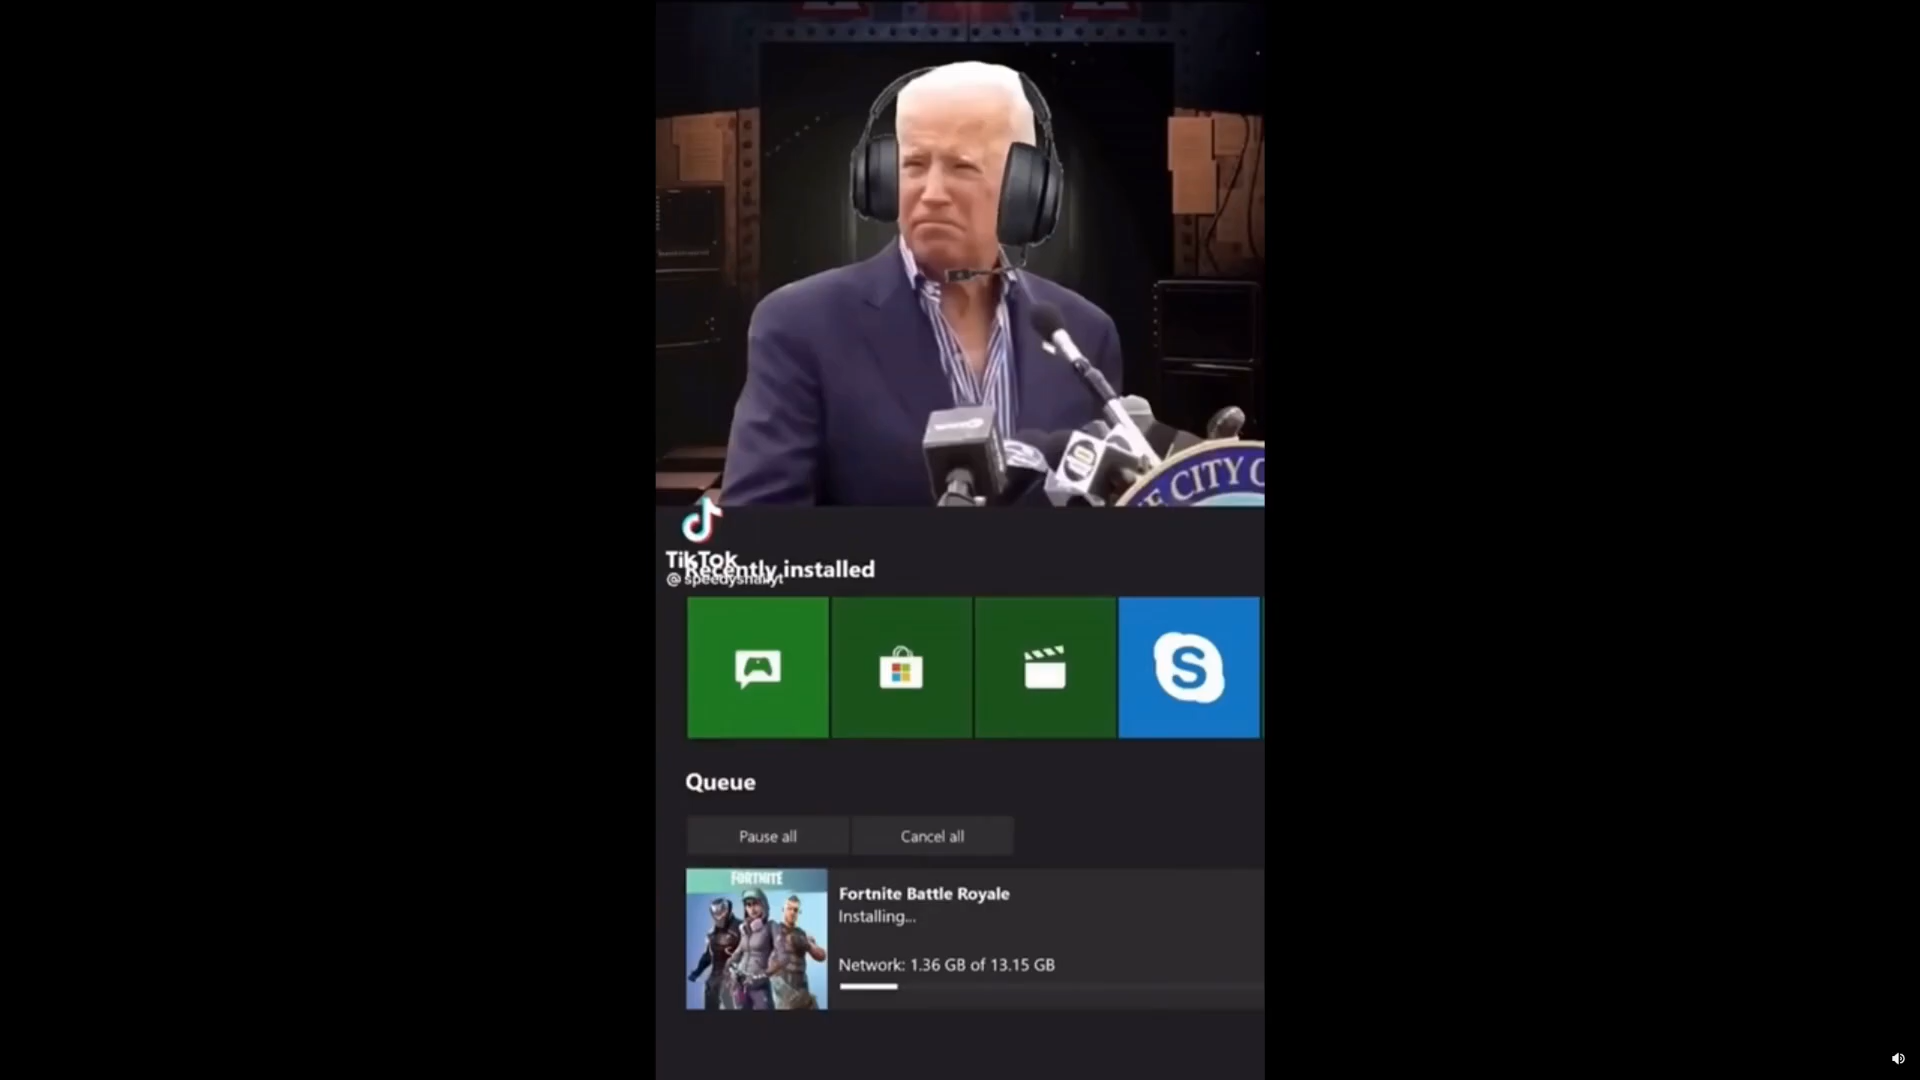 E CITY
TikTok
Recently installed
@speedyshaiiyt
S
Queue
Pause all
Cancel all
FORTNITE
Fortnite Battle Royale
Installing...
Network: 1.36 GB of 13.15 GB